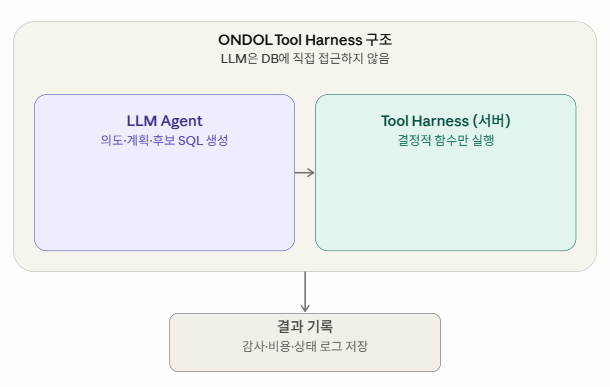 ONDOL Tool Harness 구조
LLM은 DB에 직접 접근하지 않음
LLM Agent
의도·계획·후보 SQL 생성
Tool Harness (서버)
결정적 함수만 실행
결과 기록
감사·비용·상태 로그 저장